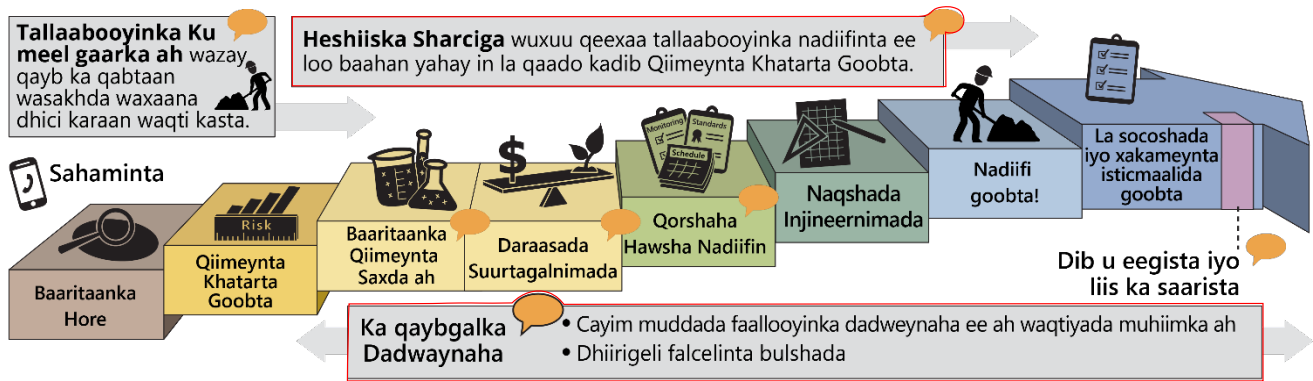 Tallaabooyinka Ku
meel gaarka ah wazay
qayb ka qabtaan
wasakhda waxaana
dhici karaan waqti kasta.
Heshiiska Sharciga wuxuu qeexaa tallaabooyinka nadiifinta ee
loo baahan yahay in la qaado kadib Qiimeynta Khatarta Goobta.
Sahaminta
Baaritaanka
Hore
Risk
Qiimeynta
Khatarta
Goobta
Baaritaanka
Qiimeynta
Saxda ah
$
Daraasada
Suurtagalnimada
Monitoring
Standards
Schedule
Qorshaha
Hawsha Nadiifin
Naqshada
Injineernimada
Nadiifi
goobta!
La socoshada
iyo xakameynta
isticmaalida
goobta
Dib u eegista iyo
liis ka saarista
Ka qaybgalka
Dadwaynaha
• Cayim muddada faallooyinka dadweynaha ee ah waqtiyada muhiimka ah
• Dhiirigeli falcelinta bulshada